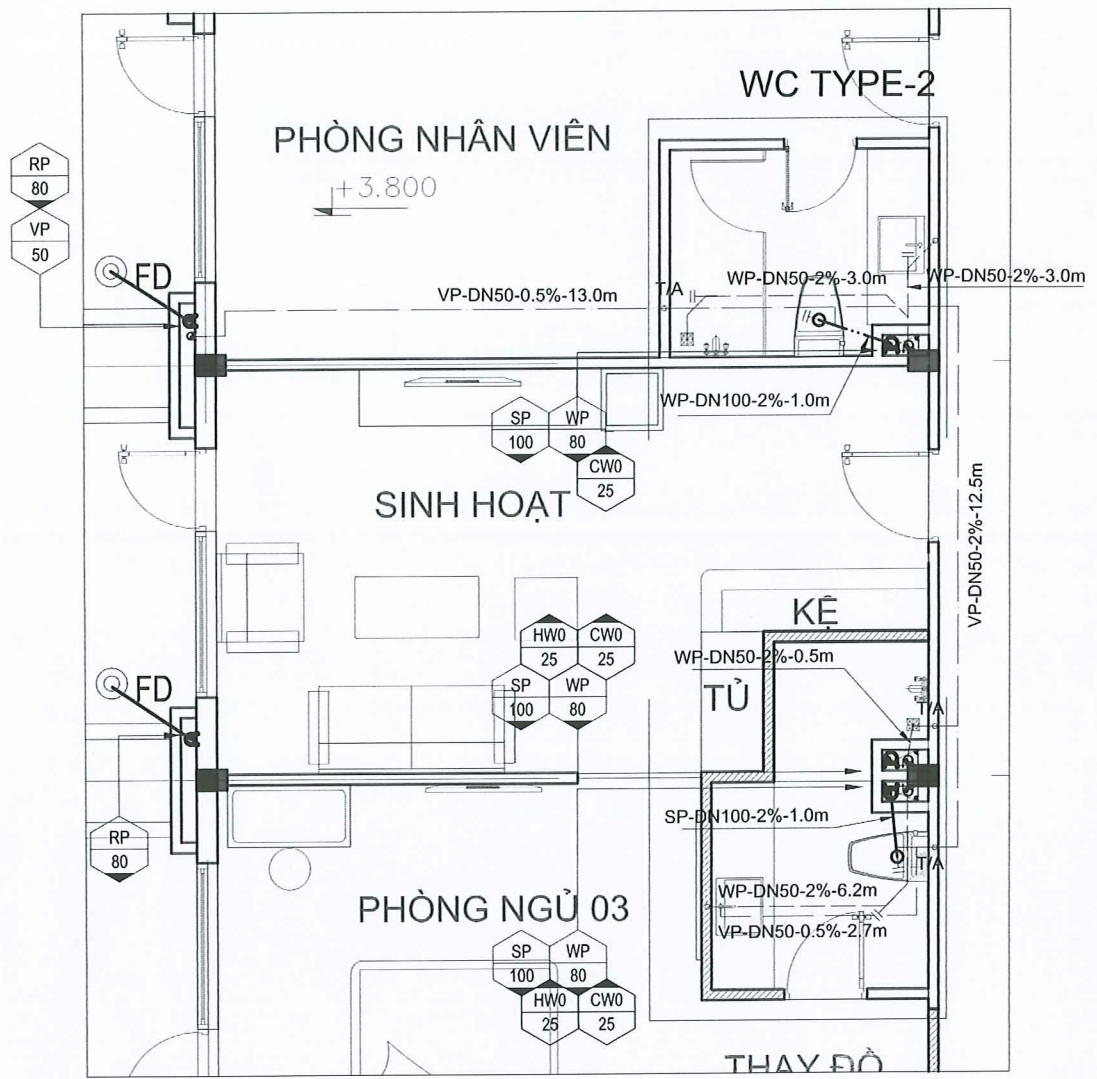 WC TYPE-2
PHÒNG NHÂN VIÊN
+3.800
RP
80
VP
50
FD
VP-DN50-0.5%-13.0m
T/A
WP-DN50-2%-3.0m
WP-DN50-2%-3.0m
WP-DN100-2%-1.0m
SP
100
WP
80
CW0
25
SINH HOẠT
VP-DN50-2%-12.5m
KỆ
HW0
25
CW0
25
SP
100
WP
80
WP-DN50-2%-0.5m
TỦ
T/A
FD
RP
80
SP-DN100-2%-1.0m
T/A
WP-DN50-2%-6.2m
VP-DN50-0.5%-2.7m
PHÒNG NGỦ 03
SP
100
WP
80
HW0
25
CW0
25
THAY ĐỒ